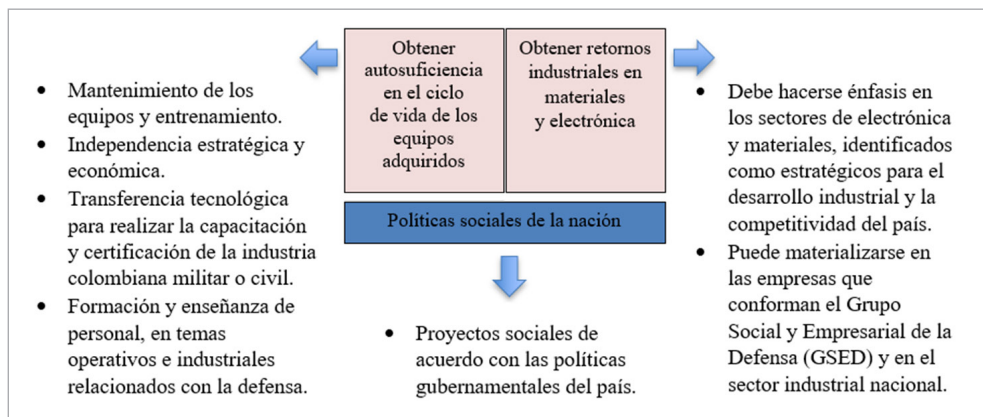 Obtener
autosuficiencia
en el ciclo
de vida de los
equipos
adquiridos
Obtener retornos
industriales en
materiales
y electrónica
Políticas sociales de la nación
• Mantenimiento de los
equipos y entrenamiento.
• Independencia estratégica y
económica.
• Transferencia tecnológica
para realizar la capacitación
y certificación de la industria
colombiana militar o civil.
• Formación y enseñanza de
personal, en temas
operativos e industriales
relacionados con la defensa.
• Proyectos sociales de
acuerdo con las políticas
gubernamentales del país.
• Debe hacerse énfasis en
los sectores de electrónica
y materiales, identificados
como estratégicos para el
desarrollo industrial y la
competitividad del país.
• Puede materializarse en
las empresas que
conforman el Grupo
Social y Empresarial de la
Defensa (GSED) y en el
sector industrial nacional.